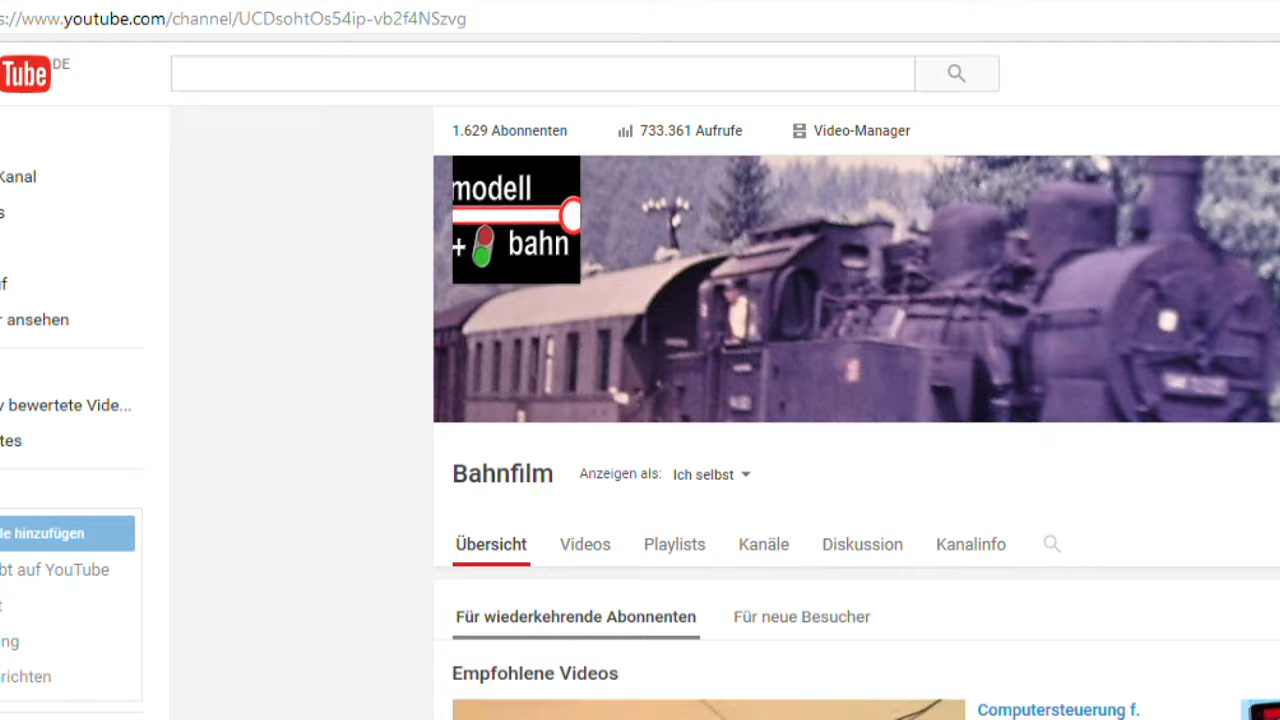 s://www.youtube.com/channel/UCDsohtOs54ip-vb2f4NSzvg
Tube DE
1.629 Abonnenten 733.361 Aufrufe Video-Manager
Kanal
s
f
r ansehen
v bewertete Vide...
tes
le hinzufügen
bt auf YouTube
t
ng
richten
modell
+ bahn
Bahnfilm Anzeigen als: Ich selbst
Übersicht Videos Playlists Kanäle Diskussion Kanalinfo
Für wiederkehrende Abonnenten Für neue Besucher
Empfohlene Videos
Computersteuerung f.